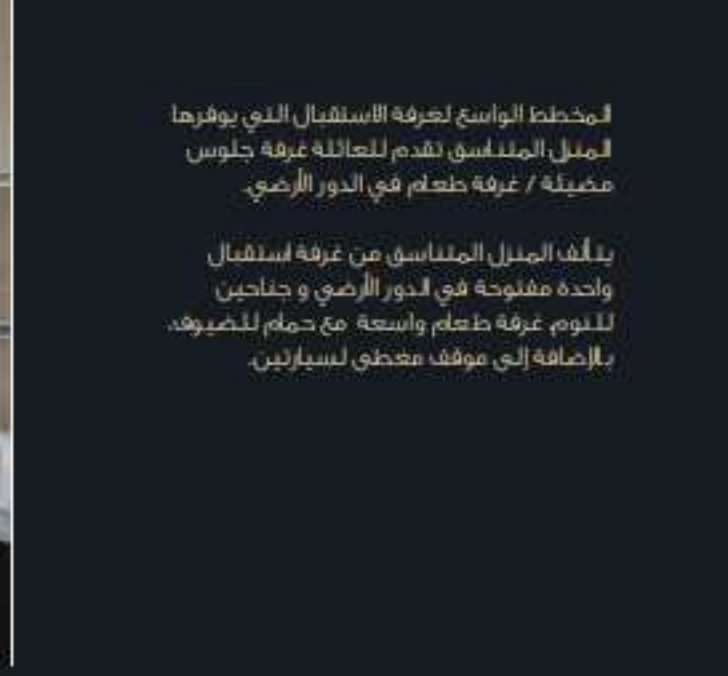 المخطط الواسع لغرفة الاستقبال التي يوفرها
المنزل المتناسق تقدم للعائلة غرفة جلوس
مضيئة / غرفة طعام في الدور الأرضي.
يتألف المنزل المتناسق من غرفة استقبال
واحدة مفتوحة في الدور الأرضي و جناحين
للنوم، غرفة طعام واسعة مع حمام للضيوف،
بالإضافة إلى موقف مغطى لسيارتين.